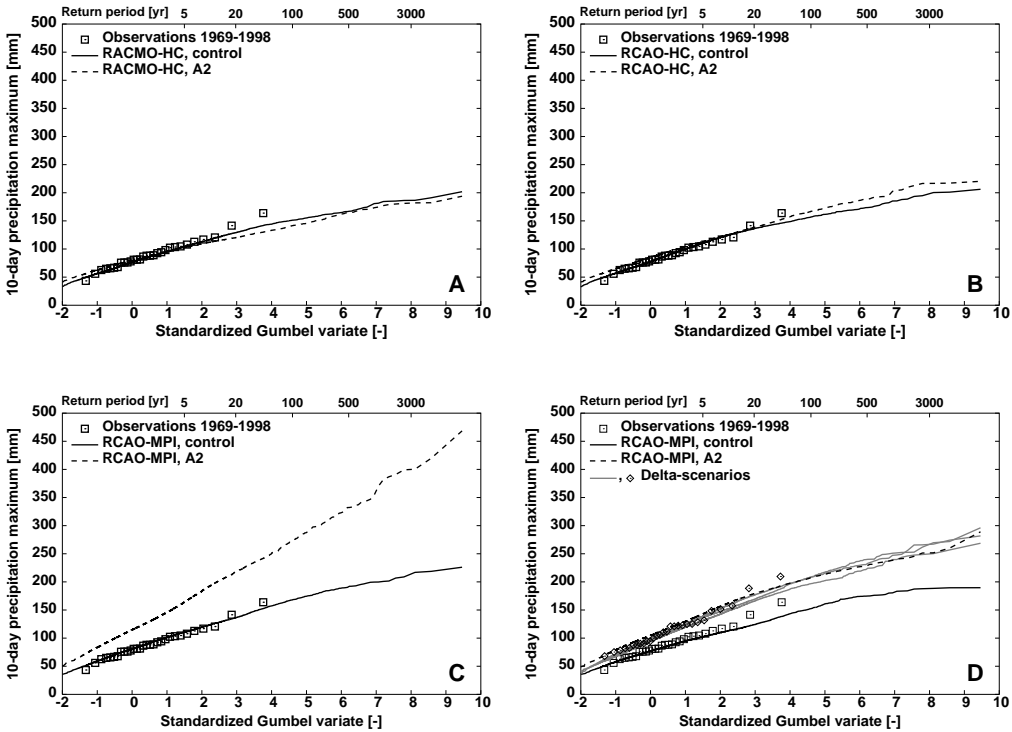 Return period [yr] 5 20 100 500 3000
500
450
400
350
300
250
200
150
100
50
0
10-day precipitation maximum [mm]
Observations 1969-1998
RACMO-HC, control
RACMO-HC, A2
A
-2 -1 0 1 2 3 4 5 6 7 8 9 10
Standardized Gumbel variate [-]
Return period [yr] 5 20 100 500 3000
500
450
400
350
300
250
200
150
100
50
0
10-day precipitation maximum [mm]
Observations 1969-1998
RCAO-HC, control
RCAO-HC, A2
B
-2 -1 0 1 2 3 4 5 6 7 8 9 10
Standardized Gumbel variate [-]
Return period [yr] 5 20 100 500 3000
500
450
400
350
300
250
200
150
100
50
0
10-day precipitation maximum [mm]
Observations 1969-1998
RCAO-MPI, control
RCAO-MPI, A2
C
-2 -1 0 1 2 3 4 5 6 7 8 9 10
Standardized Gumbel variate [-]
Return period [yr] 5 20 100 500 3000
500
450
400
350
300
250
200
150
100
50
0
10-day precipitation maximum [mm]
Observations 1969-1998
RCAO-MPI, control
RCAO-MPI, A2
, Delta-scenarios
D
-2 -1 0 1 2 3 4 5 6 7 8 9 10
Standardized Gumbel variate [-]